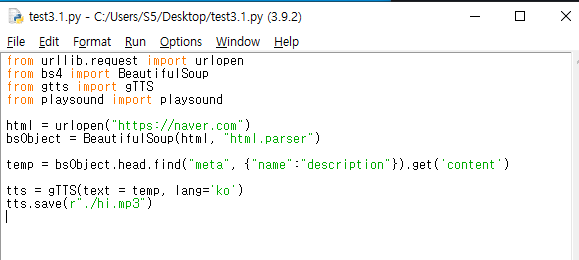 test3.1.py - C:/Users/S5/Desktop/test3.1.py (3.9.2)
File Edit Format Run Options Window Help
from urllib.request import urlopen
from bs4 import BeautifulSoup
from gtts import gTTS
from playsound import playsound
html = urlopen("https://naver.com")
bsObject = BeautifulSoup(html, "html.parser")
temp = bsObject.head.find("meta", {"name":"description"}).get('content')
tts = gTTS(text = temp, lang='ko')
tts.save(r"./hi.mp3")